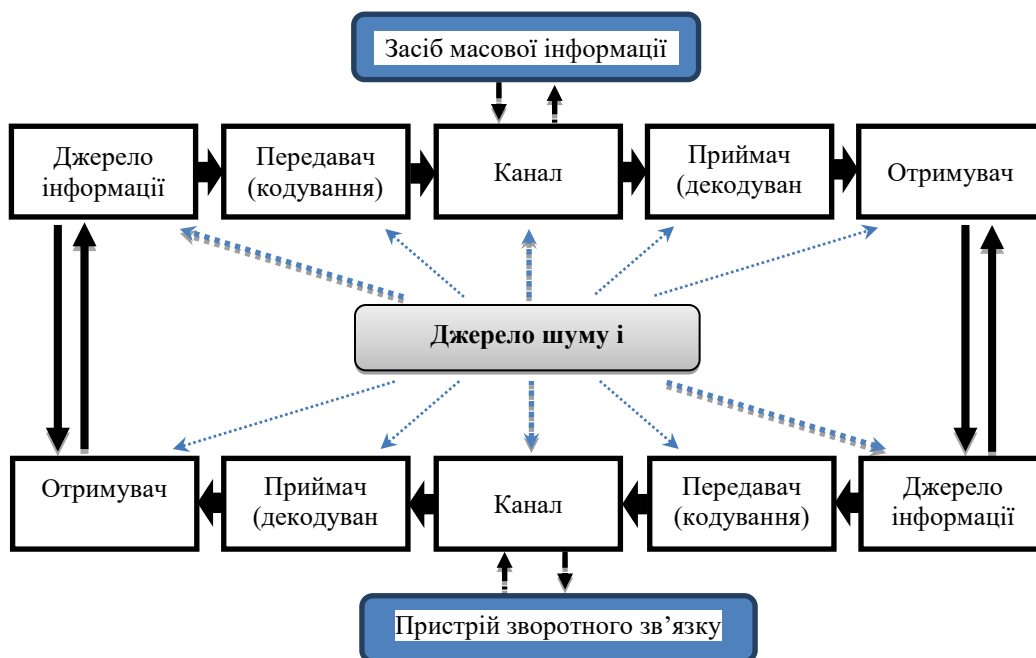 Засіб масової інформації
Джерело
інформації
Передавач
(кодування)
Канал
Приймач
(декодуван
Отримувач
Джерело шуму і
Отримувач
Приймач
(декодуван
Канал
Передавач
(кодування)
Джерело
інформації
Пристрій зворотного зв’язку